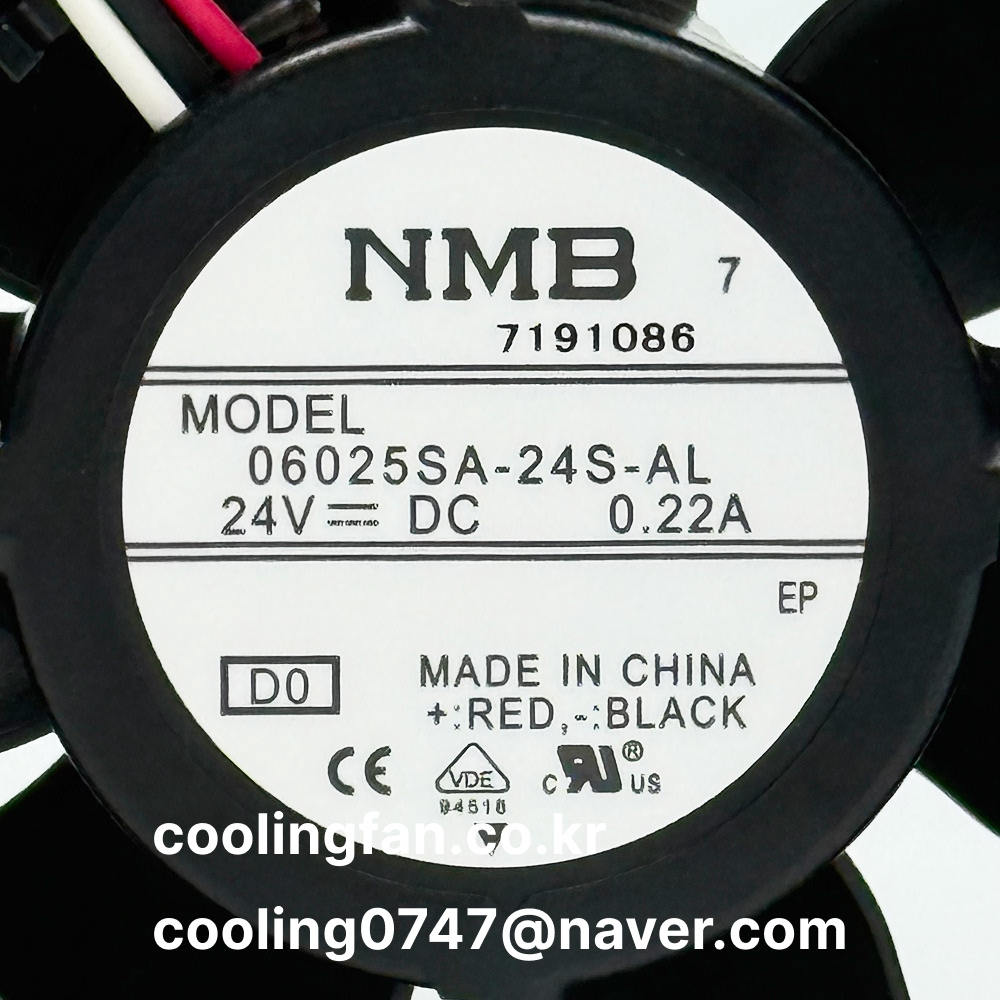 NMB
7
7191086
MODEL
06025SA-24S-AL
24V DC 0.22A
EP
D0
MADE IN CHINA
+:RED,-:BLACK
CE VDE c RU ® US
coolingfan.co.kr
cooling0747@naver.com